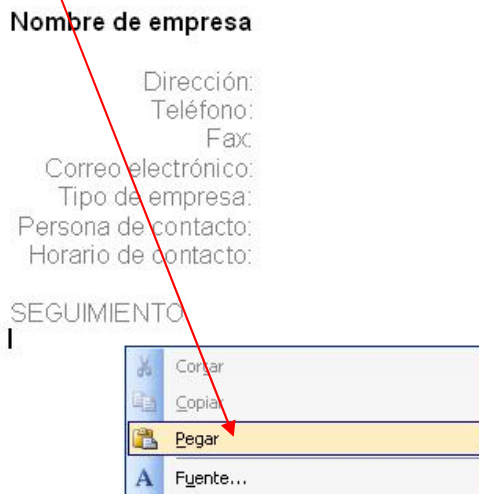 Nombre de empresa
Dirección:
Teléfono:
Fax:
Correo electrónico:
Tipo de empresa:
Persona de contacto:
Horario de contacto:
SEGUIMIENTO
Cortar
Copiar
Pegar
A Fuente...